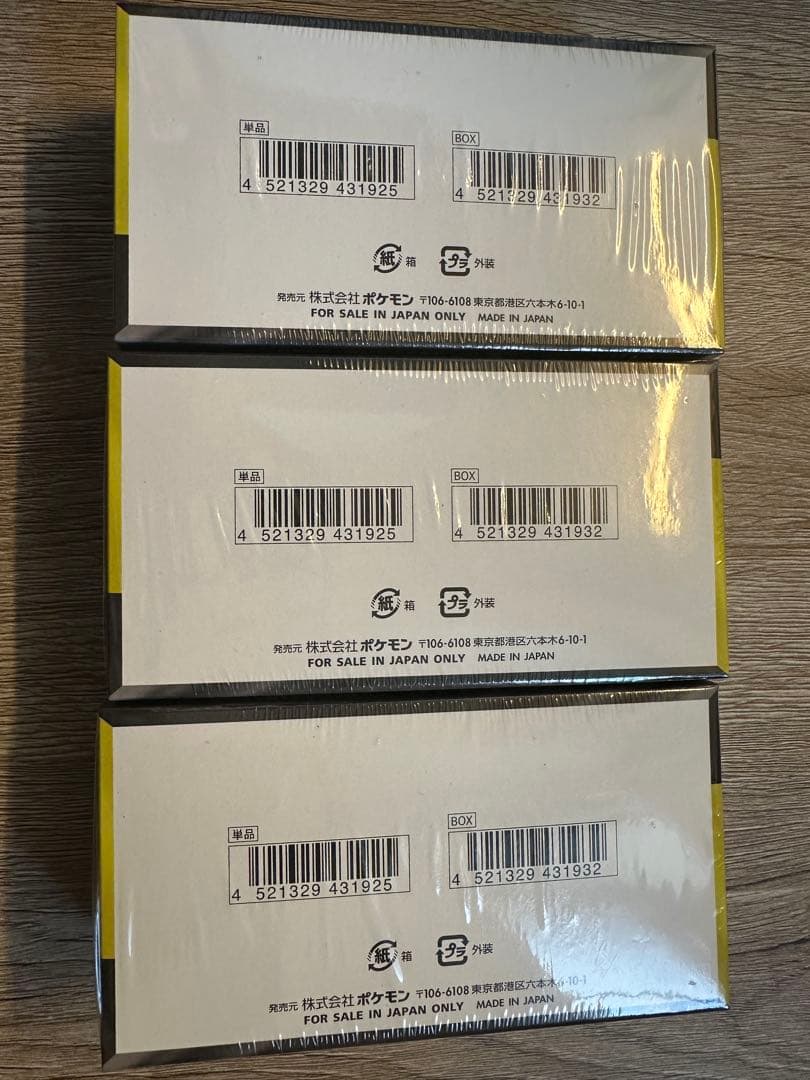 単品
BOX
4 521329 431925
4 521329 431932
紙 箱
プラ 外装
発売元 株式会社 ポケモン 〒106-6108 東京都港区六本木6-10-1
FOR SALE IN JAPAN ONLY MADE IN JAPAN
単品
BOX
4 521329 431925
4 521329 431932
紙 箱
プラ 外装
発売元 株式会社 ポケモン 〒106-6108 東京都港区六本木6-10-1
FOR SALE IN JAPAN ONLY MADE IN JAPAN
単品
BOX
4 521329 431925
4 521329 431932
紙 箱
プラ 外装
発売元 株式会社 ポケモン 〒106-6108 東京都港区六本木6-10-1
FOR SALE IN JAPAN ONLY MADE IN JAPAN